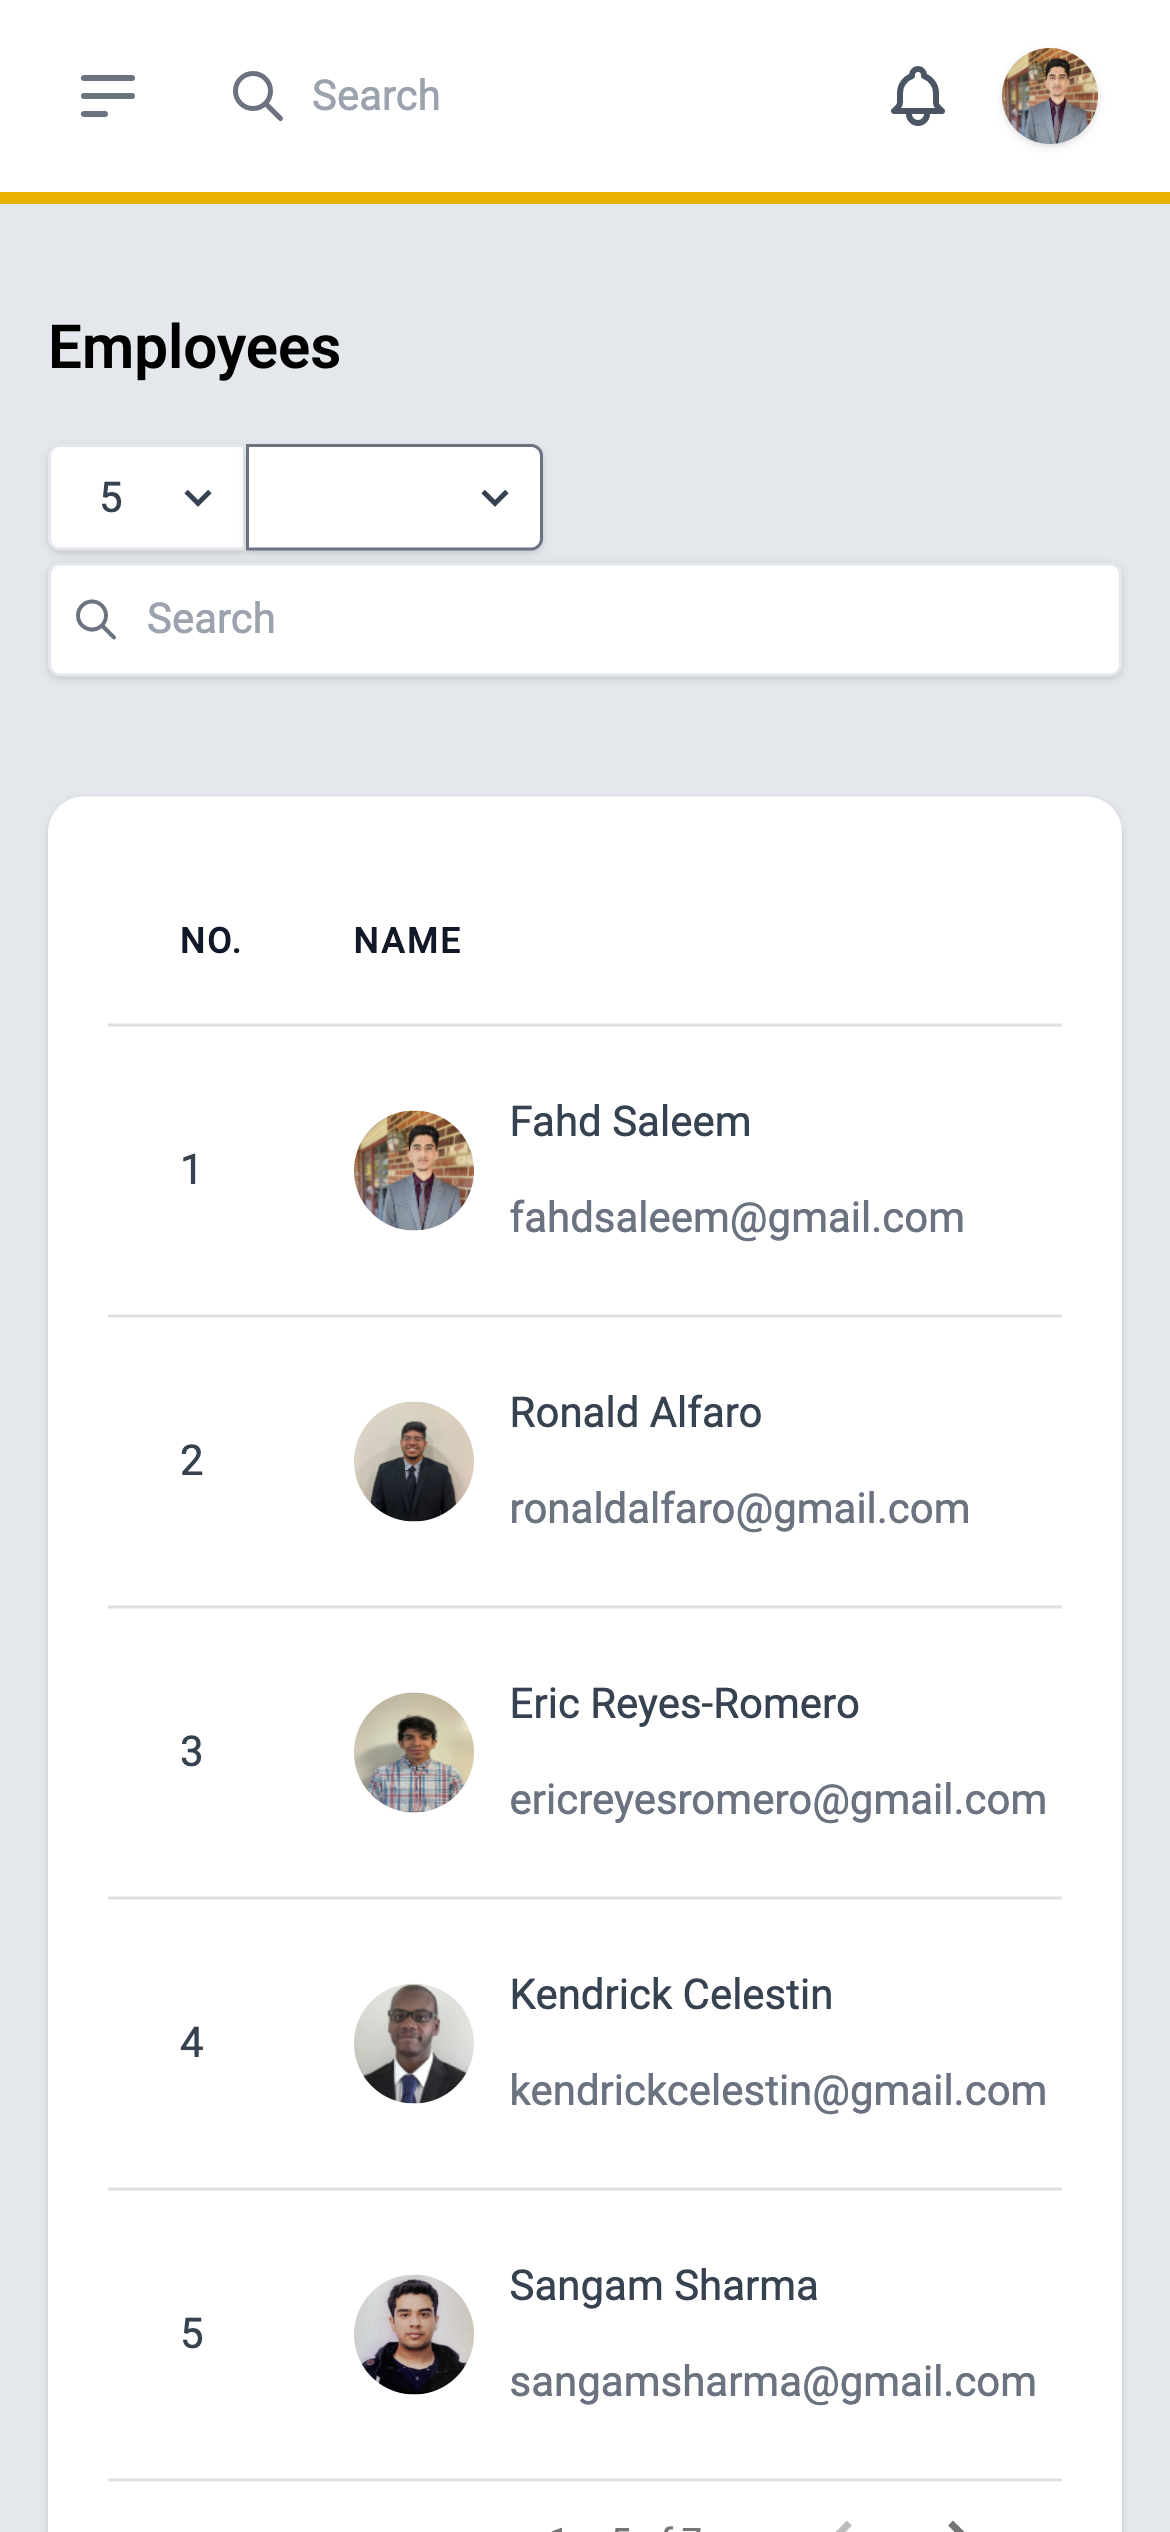 Search
Employees
5
Search
NO. NAME
1
Fahd Saleem
fahdsaleem@gmail.com
2
Ronald Alfaro
ronaldalfaro@gmail.com
3
Eric Reyes-Romero
ericreyesromero@gmail.com
4
Kendrick Celestin
kendrickcelestin@gmail.com
5
Sangam Sharma
sangamsharma@gmail.com